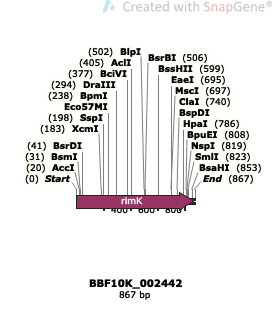 Created with SnapGene®
(502) BlpI
(405) AclI
(377) BciVI
(294) DraIII
(238) BpmI
Eco57MI
(198) SspI
(183) XcmI
(41) BsrDI
(31) BsmI
(20) AccI
(0) Start
BsrBI (506)
BssHII (599)
EaeI (695)
MscI (697)
ClaI (740)
BspDI
HpaI (786)
BpuEI (808)
NspI (819)
SmlI (823)
BsaHI (853)
End (867)
rimK
400 600 800
BBF10K_002442
867 bp